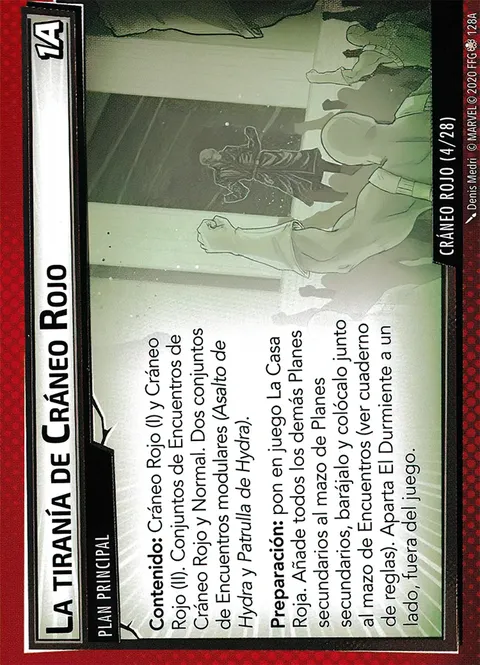 LA TIRANÍA DE CRÁNEO ROJO
1A
PLAN PRINCIPAL
Contenido: Cráneo Rojo (I) y Cráneo
Rojo (II). Conjuntos de Encuentros de
Cráneo Rojo y Normal. Dos conjuntos
de Encuentros modulares (Asalto de
Hydra y Patrulla de Hydra).
Preparación: pon en juego La Casa
Roja. Añade todos los demás Planes
secundarios al mazo de Planes
secundarios, barájalo y colócalo junto
al mazo de Encuentros (ver cuaderno
de reglas). Aparta El Durmiente a un
lado, fuera del juego.
CRÁNEO ROJO (4/28)
Denis Medri © MARVEL © 2020 FFG 128A